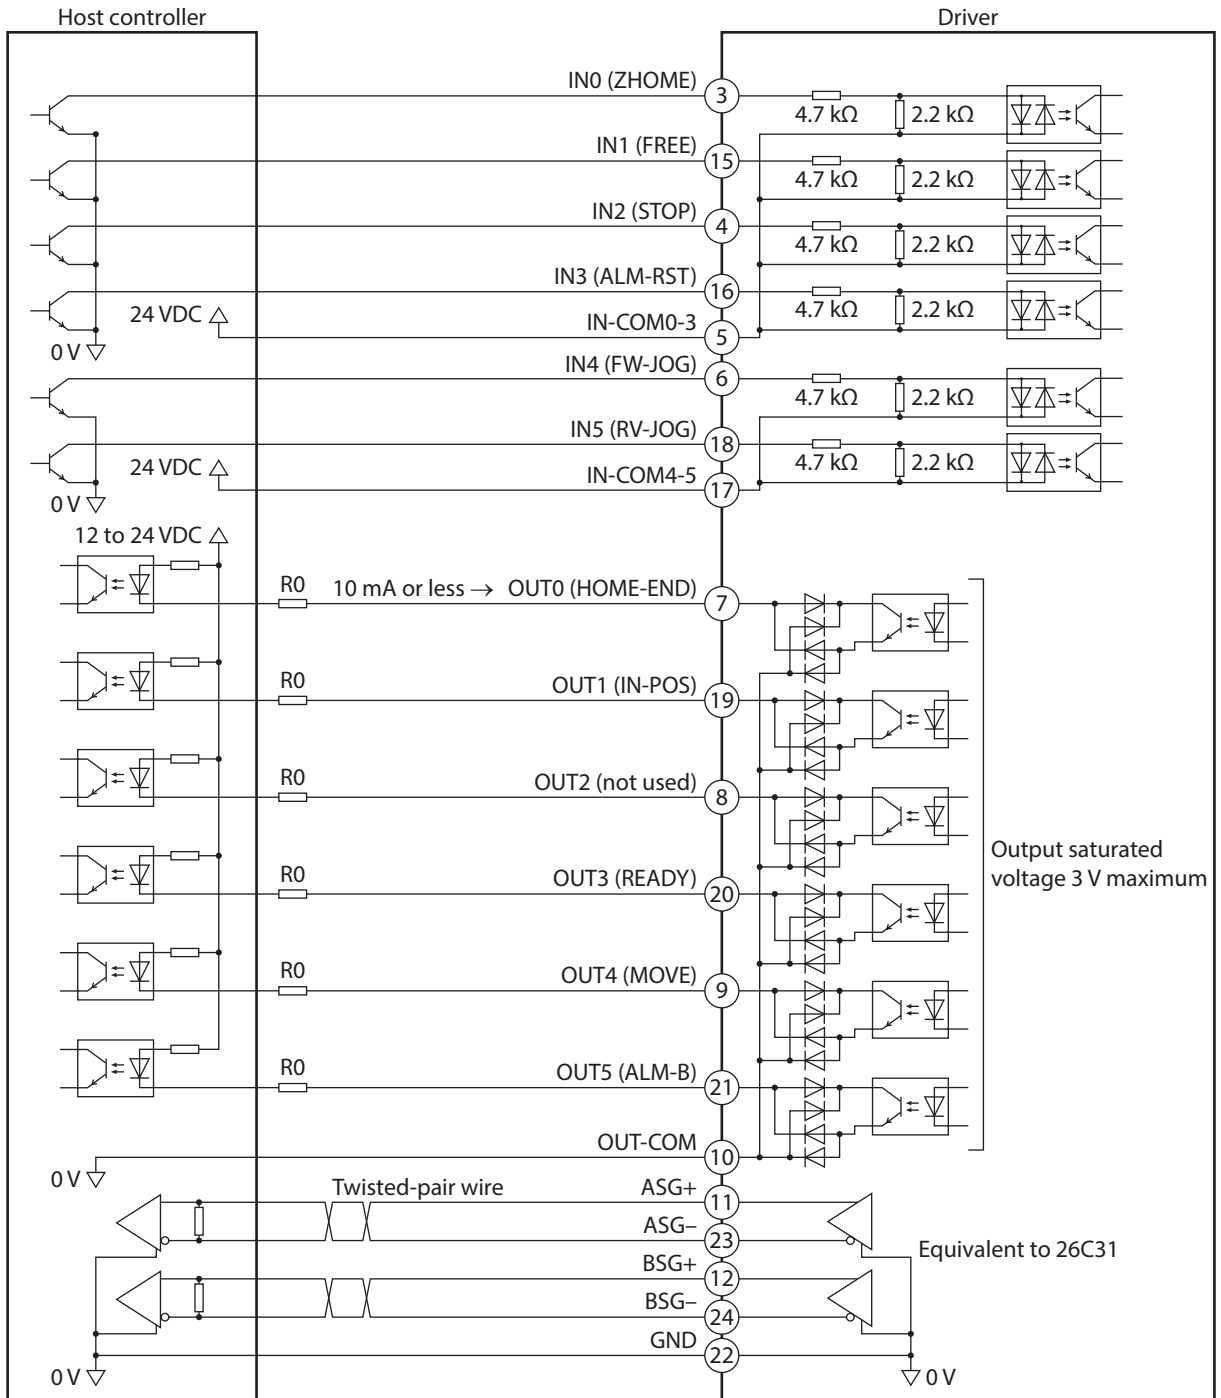 Host controller
Driver
IN0 (ZHOME)
3
4.7 kΩ
2.2 kΩ
IN1 (FREE)
15
4.7 kΩ
2.2 kΩ
IN2 (STOP)
4
4.7 kΩ
2.2 kΩ
IN3 (ALM-RST)
16
4.7 kΩ
2.2 kΩ
24 VDC
IN-COM0-3
5
0 V
IN4 (FW-JOG)
6
4.7 kΩ
2.2 kΩ
IN5 (RV-JOG)
18
4.7 kΩ
2.2 kΩ
24 VDC
IN-COM4-5
17
0 V
12 to 24 VDC
R0
10 mA or less →
OUT0 (HOME-END)
7
R0
OUT1 (IN-POS)
19
R0
OUT2 (not used)
8
Output saturated
voltage 3 V maximum
R0
OUT3 (READY)
20
R0
OUT4 (MOVE)
9
R0
OUT5 (ALM-B)
21
OUT-COM
10
0 V
Twisted-pair wire
ASG+
11
ASG–
23
Equivalent to 26C31
BSG+
12
BSG–
24
GND
22
0 V
0 V